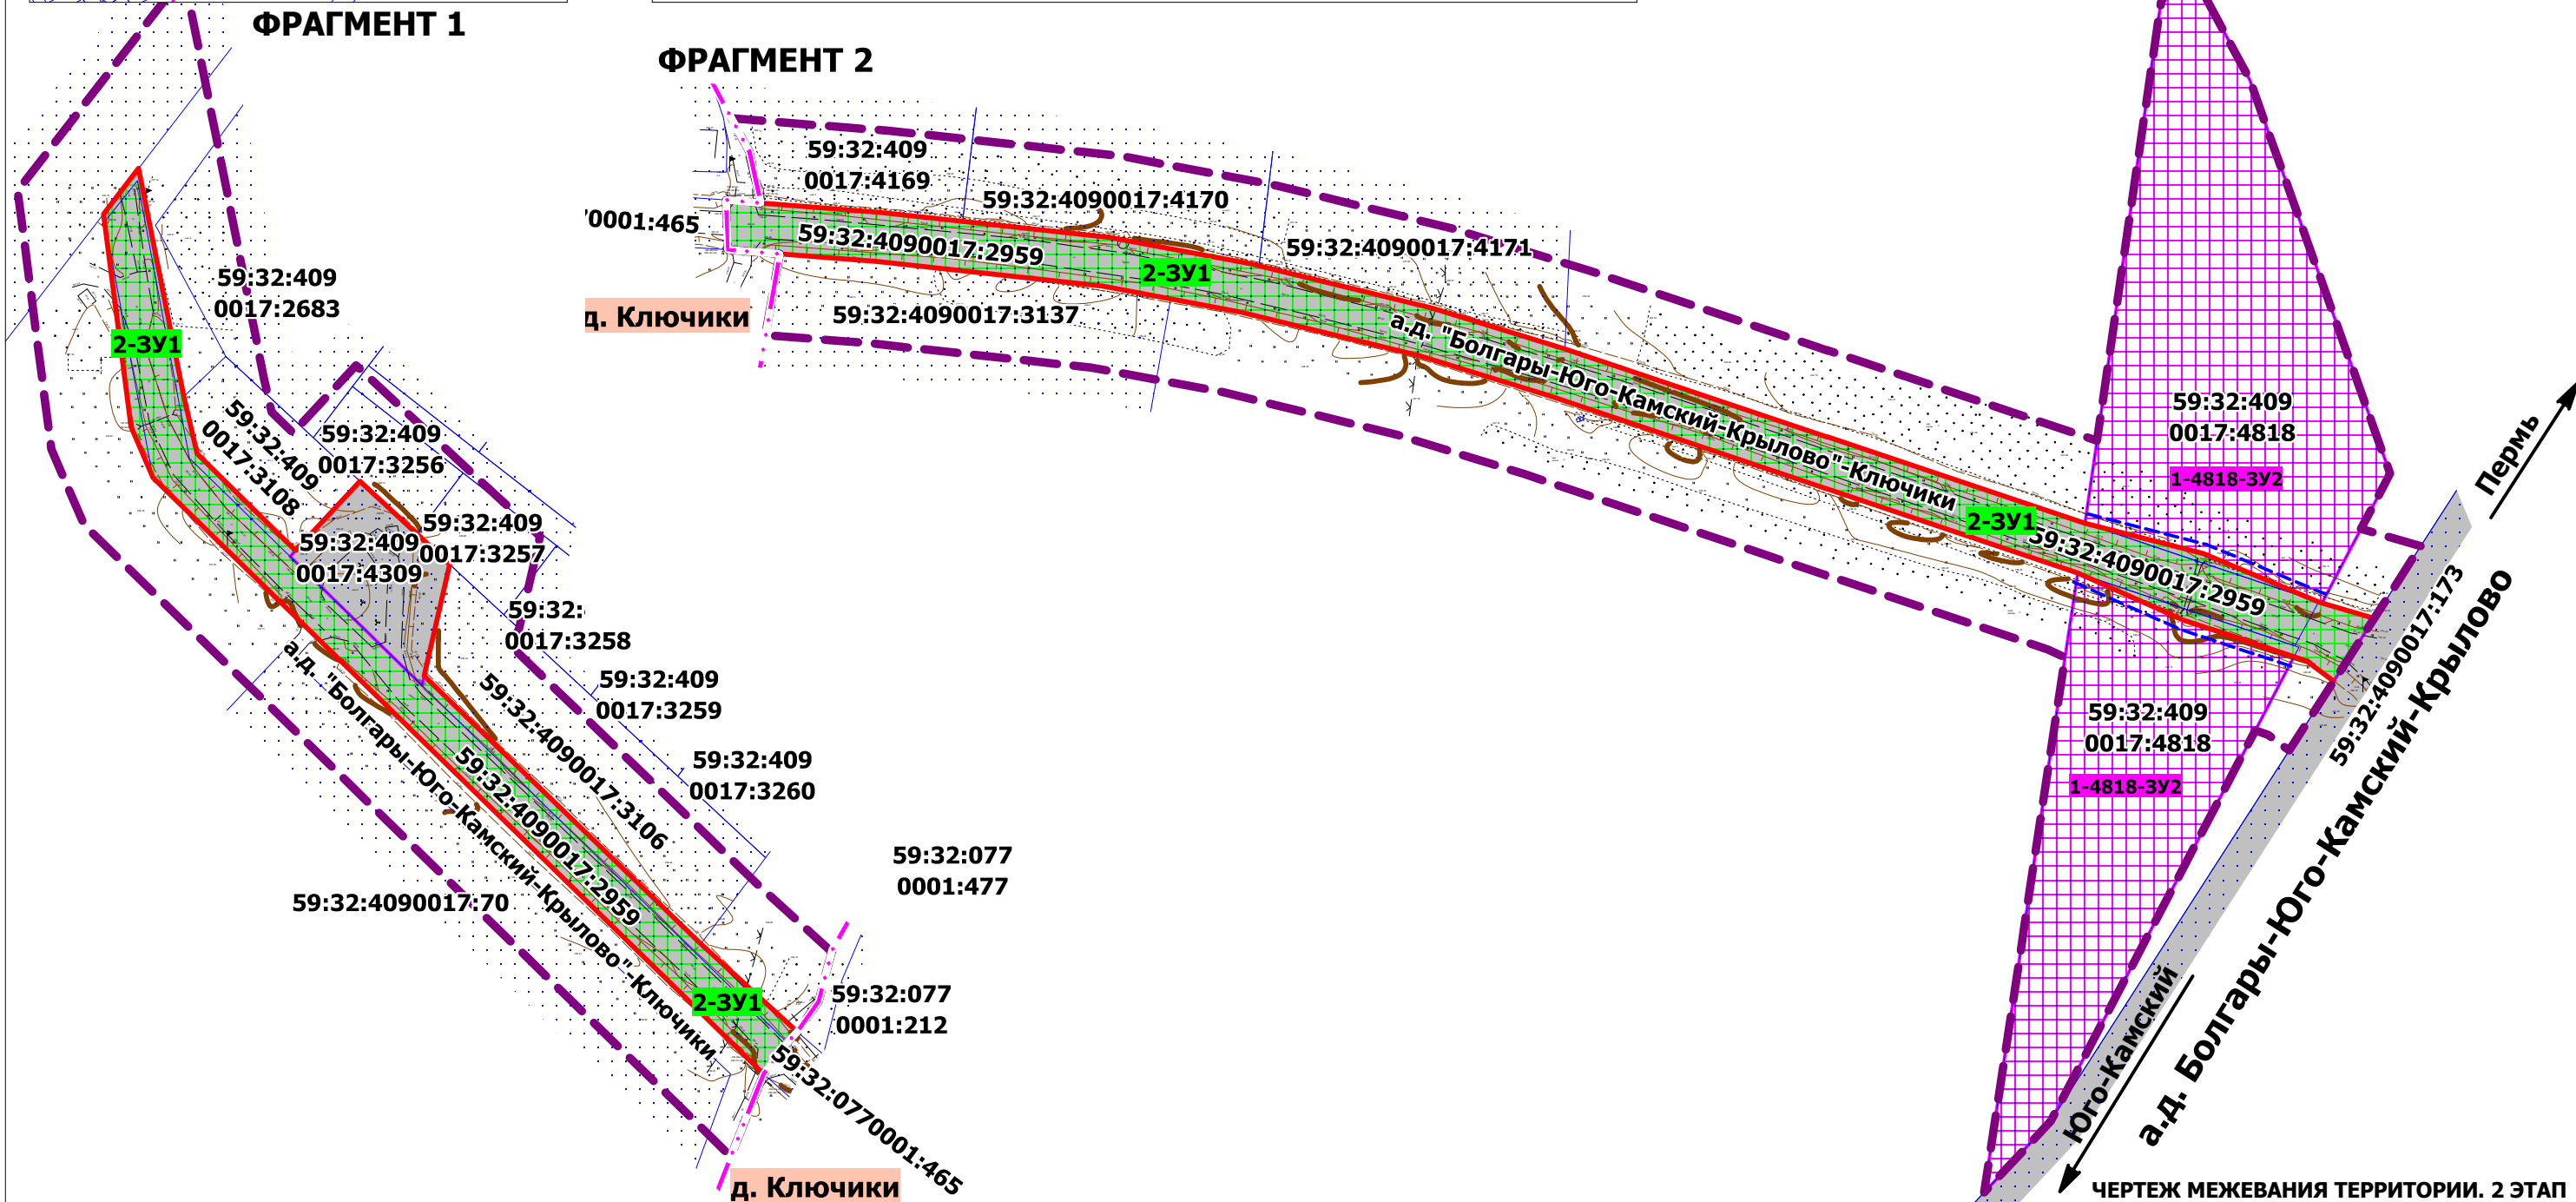 ФРАГМЕНТ 1
59:32:409
0017:2683
2-ЗУ1
59:32:409
0017:3108
59:32:409
0017:3256
59:32:409
0017:3257
59:32:409
0017:4309
59:32:
0017:3258
59:32:409
0017:3259
59:32:409
0017:3260
59:32:4090017:3106
а.д. "Болгары-Юго-Камский-Крылово"-Ключики
59:32:4090017:2959
59:32:4090017:70
59:32:077
0001:477
2-ЗУ1
59:32:077
0001:212
59:32:0770001:465
д. Ключики
ФРАГМЕНТ 2
59:32:409
0017:4169
59:32:4090017:4170
70001:465
59:32:4090017:2959
2-ЗУ1
59:32:4090017:4171
д. Ключики
59:32:4090017:3137
а.д. "Болгары-Юго-Камский-Крылово"-Ключики
59:32:409
0017:4818
1-4818-ЗУ2
Пермь
2-ЗУ1
59:32:4090017:2959
59:32:4090017:173
59:32:409
0017:4818
1-4818-ЗУ2
Юго-Камский
а.д. Болгары-Юго-Камский-Крылово
ЧЕРТЕЖ МЕЖЕВАНИЯ ТЕРРИТОРИИ. 2 ЭТАП